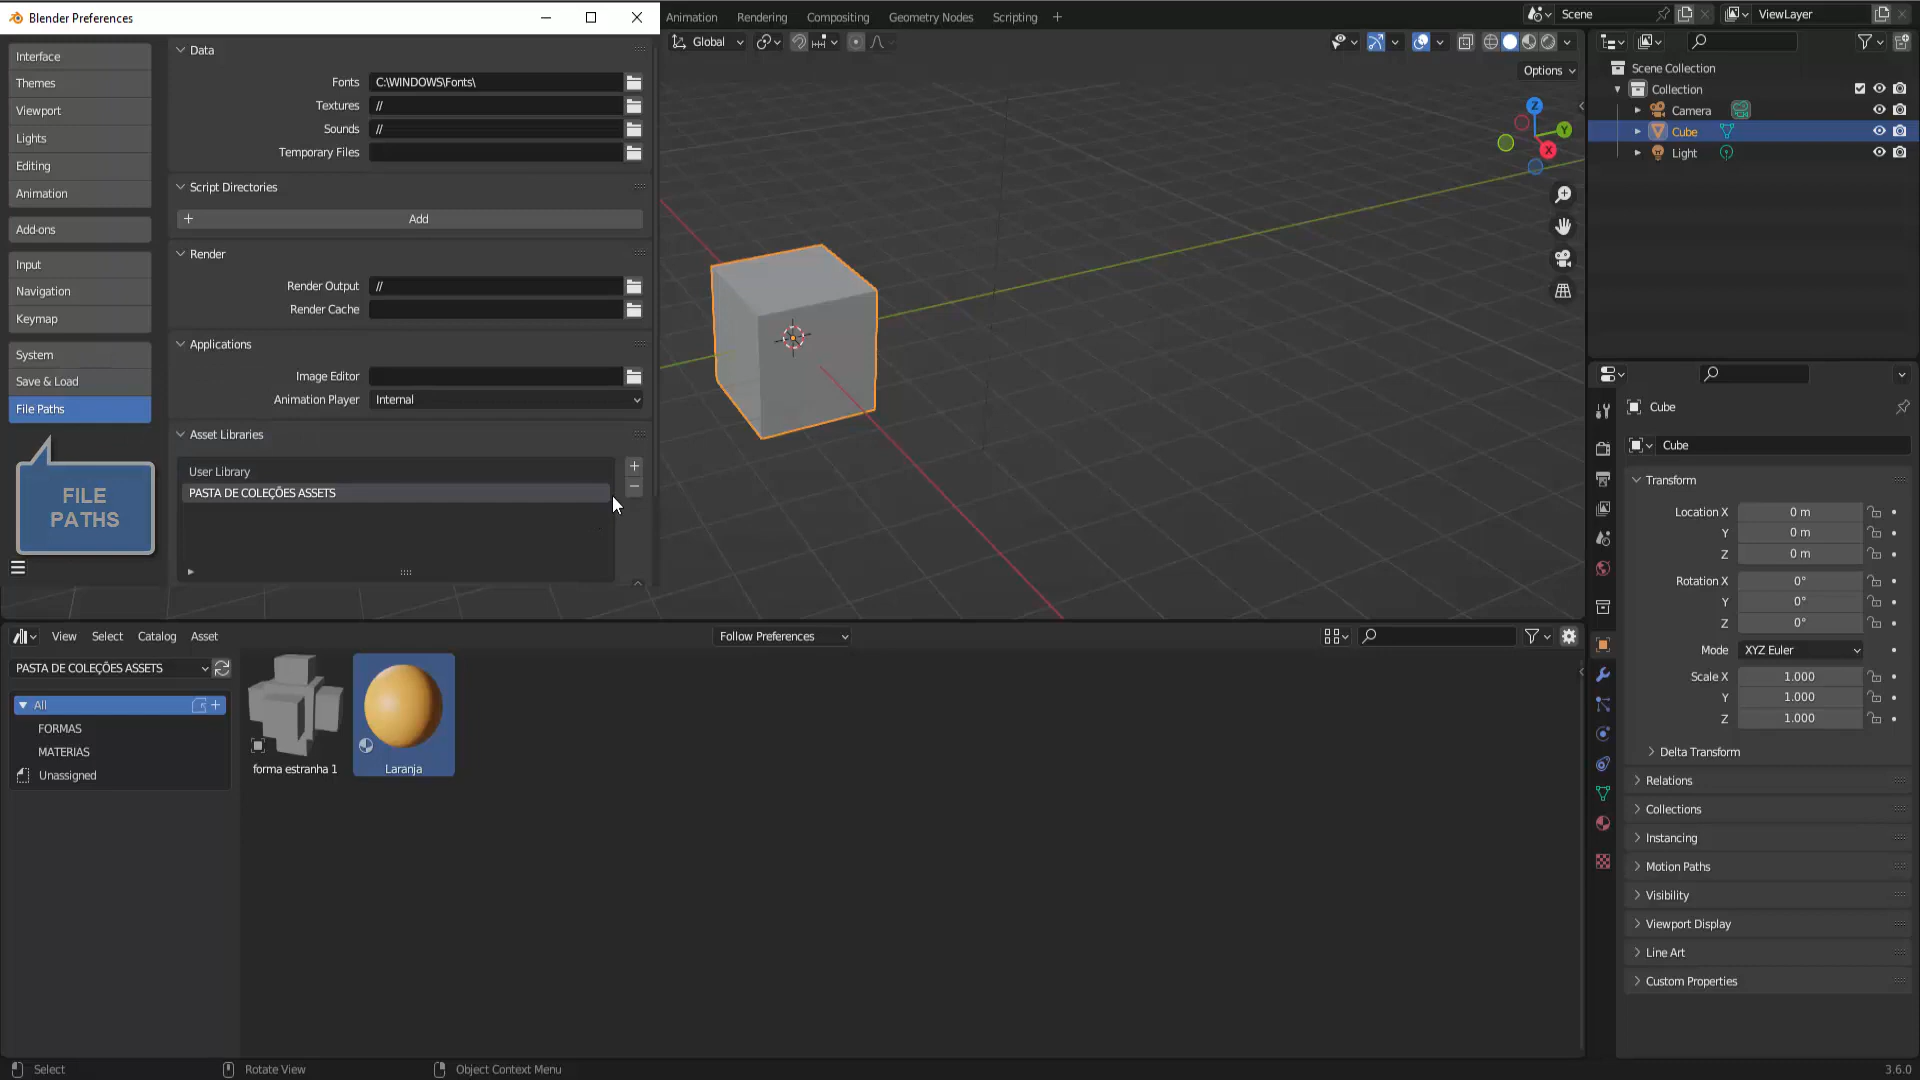 Blender Preferences
Animation
Rendering
Compositing
Geometry Nodes
Scripting
Scene
ViewLayer
Interface
Themes
Viewport
Lights
Editing
Animation
Add-ons
Input
Navigation
Keymap
System
Save & Load
File Paths
FILE
PATHS
Data
Fonts C:\WINDOWS\Fonts\
Textures //
Sounds //
Temporary Files
Script Directories
Add
Render
Render Output //
Render Cache
Applications
Image Editor
Animation Player Internal
Asset Libraries
User Library
PASTA DE COLEÇÕES ASSETS
Global
Options
Z
Y
X
Scene Collection
Collection
Camera
Cube
Light
Cube
Cube
Transform
Location X 0 m
Y 0 m
Z 0 m
Rotation X 0°
Y 0°
Z 0°
Mode XYZ Euler
Scale X 1.000
Y 1.000
Z 1.000
Delta Transform
Relations
Collections
Instancing
Motion Paths
Visibility
Viewport Display
Line Art
Custom Properties
View
Select
Catalog
Asset
Follow Preferences
PASTA DE COLEÇÕES ASSETS
All
FORMAS
MATERIAS
Unassigned
forma estranha 1
Laranja
Select
Rotate View
Object Context Menu
3.6.0